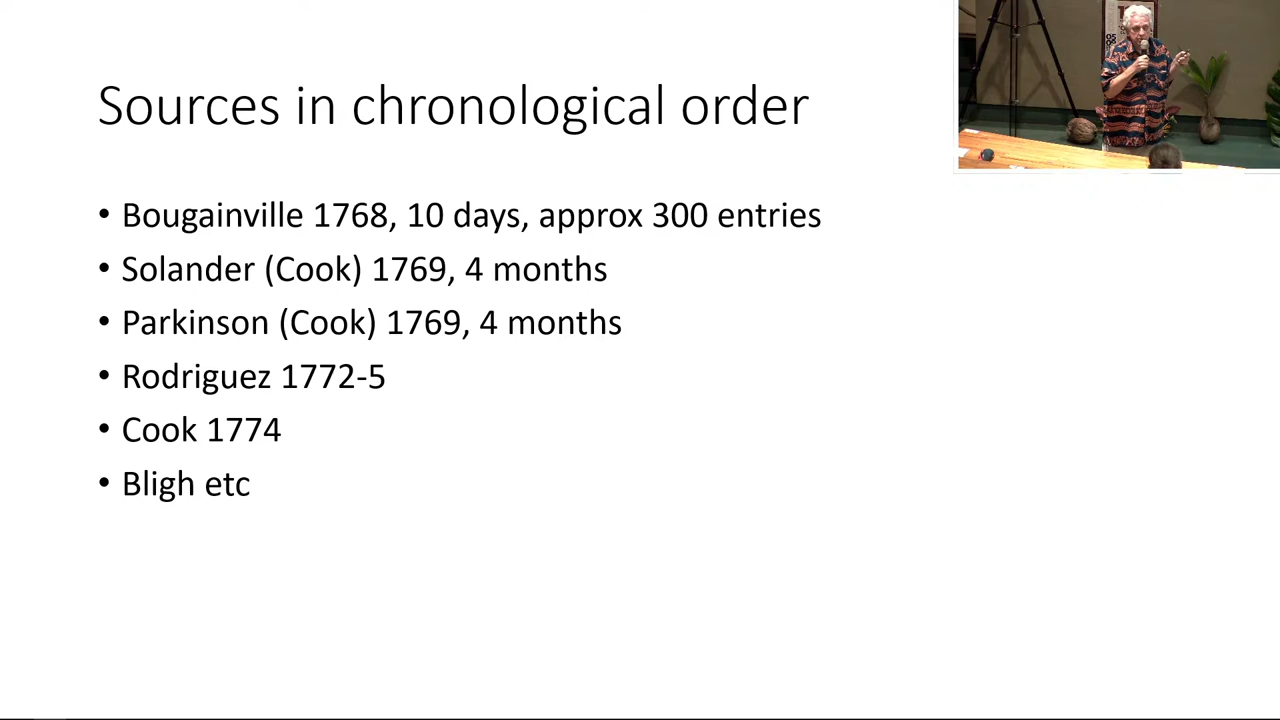 Sources in chronological order
• Bougainville 1768, 10 days, approx 300 entries
• Solander (Cook) 1769, 4 months
• Parkinson (Cook) 1769, 4 months
• Rodriguez 1772-5
• Cook 1774
• Bligh etc